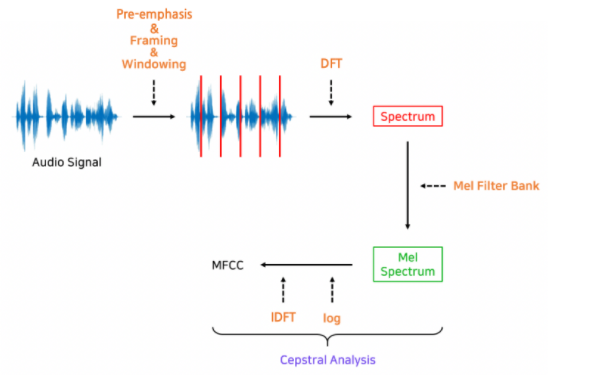 Pre-emphasis
&
Framing
&
Windowing
DFT
Audio Signal
Spectrum
Mel Filter Bank
Mel
Spectrum
MFCC
IDFT
log
Cepstral Analysis